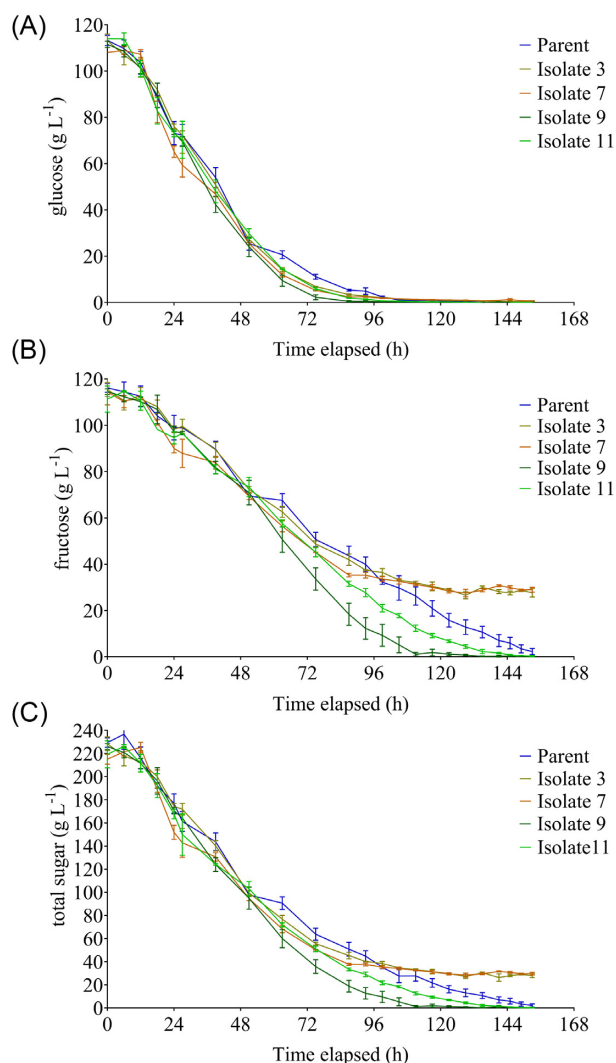 (A)
120
100
80
60
40
20
0
glucose (g L⁻¹)
0 24 48 72 96 120 144 168
Time elapsed (h)
Parent
Isolate 3
Isolate 7
Isolate 9
Isolate 11
(B)
120
100
80
60
40
20
0
fructose (g L⁻¹)
0 24 48 72 96 120 144 168
Time elapsed (h)
Parent
Isolate 3
Isolate 7
Isolate 9
Isolate 11
(C)
240
220
200
180
160
140
120
100
80
60
40
20
0
total sugar (g L⁻¹)
0 24 48 72 96 120 144 168
Time elapsed (h)
Parent
Isolate 3
Isolate 7
Isolate 9
Isolate11